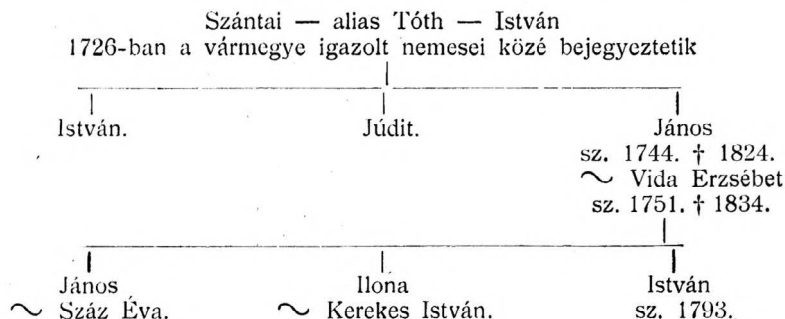 Szántai — alias Tóth — István
1726-ban a vármegye igazolt nemesei közé bejegyeztetik
István. Júdit. János
sz. 1744. † 1824.
~ Vida Erzsébet
sz. 1751. † 1834.
János Ilona István
~ Száz Éva. ~ Kerekes István. sz. 1793.